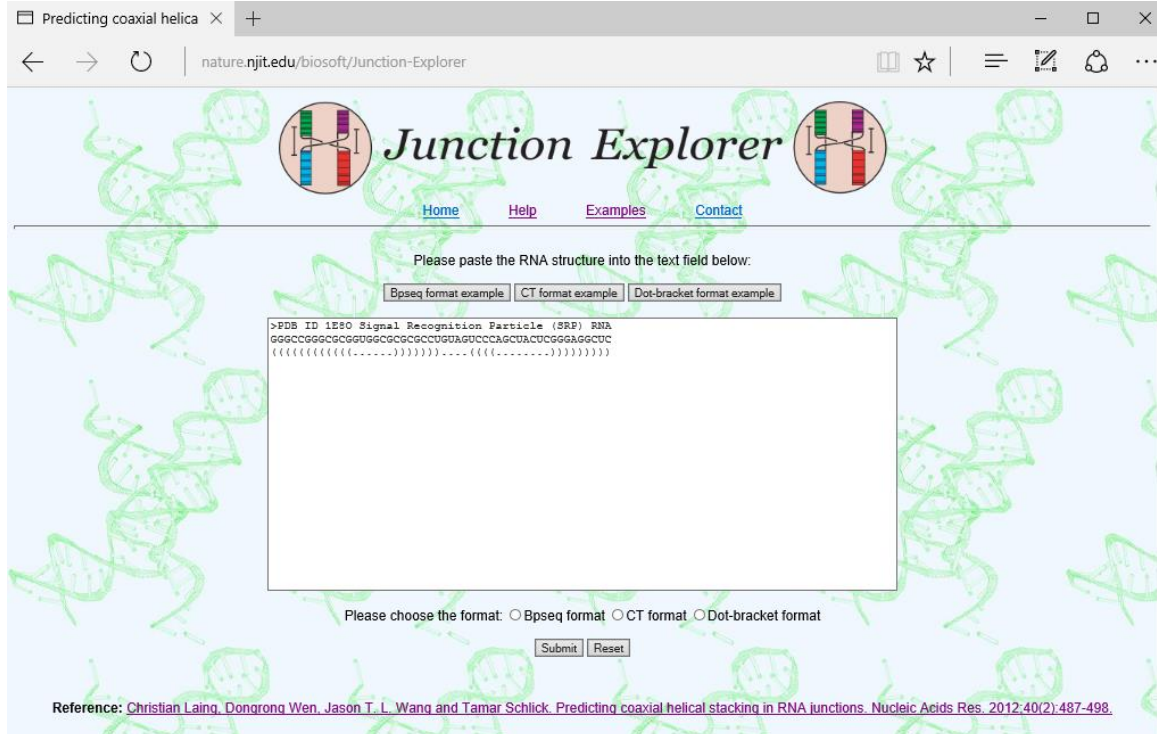 Predicting coaxial helica
nature.njit.edu/biosoft/Junction-Explorer
Junction Explorer
Home Help Examples Contact
Please paste the RNA structure into the text field below:
Bpseq format example CT format example Dot-bracket format example
>PDB ID 1E8O Signal Recognition Particle (SRP) RNA
GGGCCGGGCGCGGUGGCGCGCGCCUGUAGUCCCAGCUACUCGGGAGGCUC
((((((((((((......)))))))....((((........)))))))))
Please choose the format: Bpseq format CT format Dot-bracket format
Submit Reset
Reference: Christian Laing, Dongrong Wen, Jason T. L. Wang and Tamar Schlick. Predicting coaxial helical stacking in RNA junctions. Nucleic Acids Res. 2012;40(2):487-498.